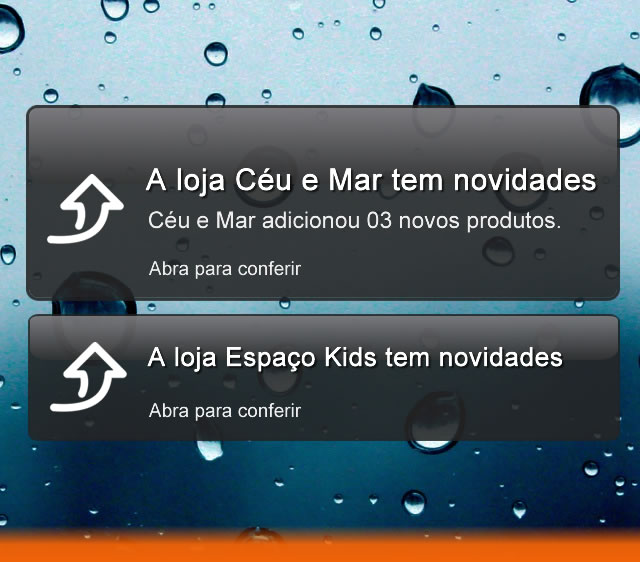 A loja Céu e Mar tem novidades
Céu e Mar adicionou 03 novos produtos.
Abra para conferir
A loja Espaço Kids tem novidades
Abra para conferir